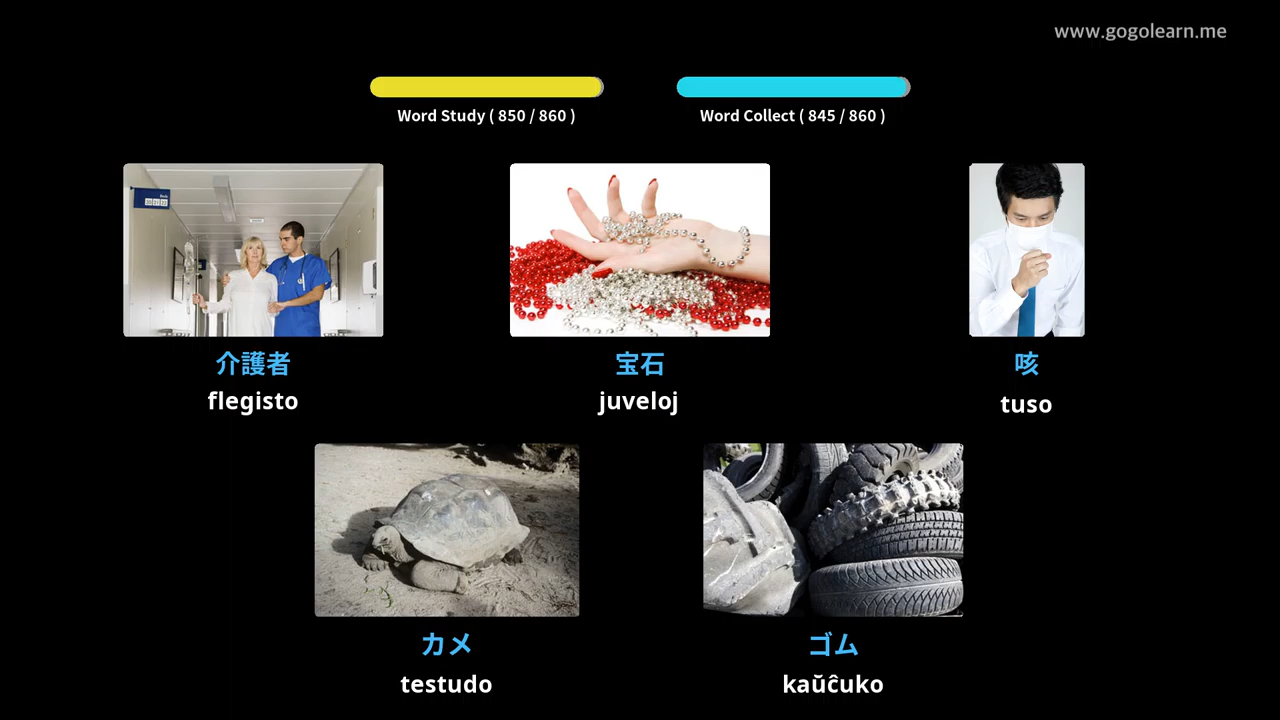 www.gogolearn.me
Word Study ( 850 / 860 )
Word Collect ( 845 / 860 )
介護者
flegisto
宝石
juveloj
咳
tuso
カメ
testudo
ゴム
kaŭĉuko